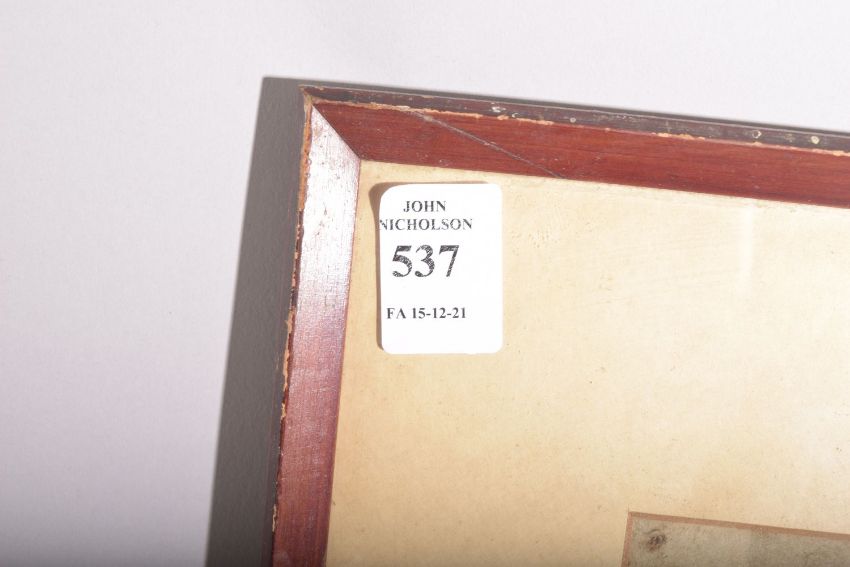 JOHN
NICHOLSON
537
FA 15-12-21